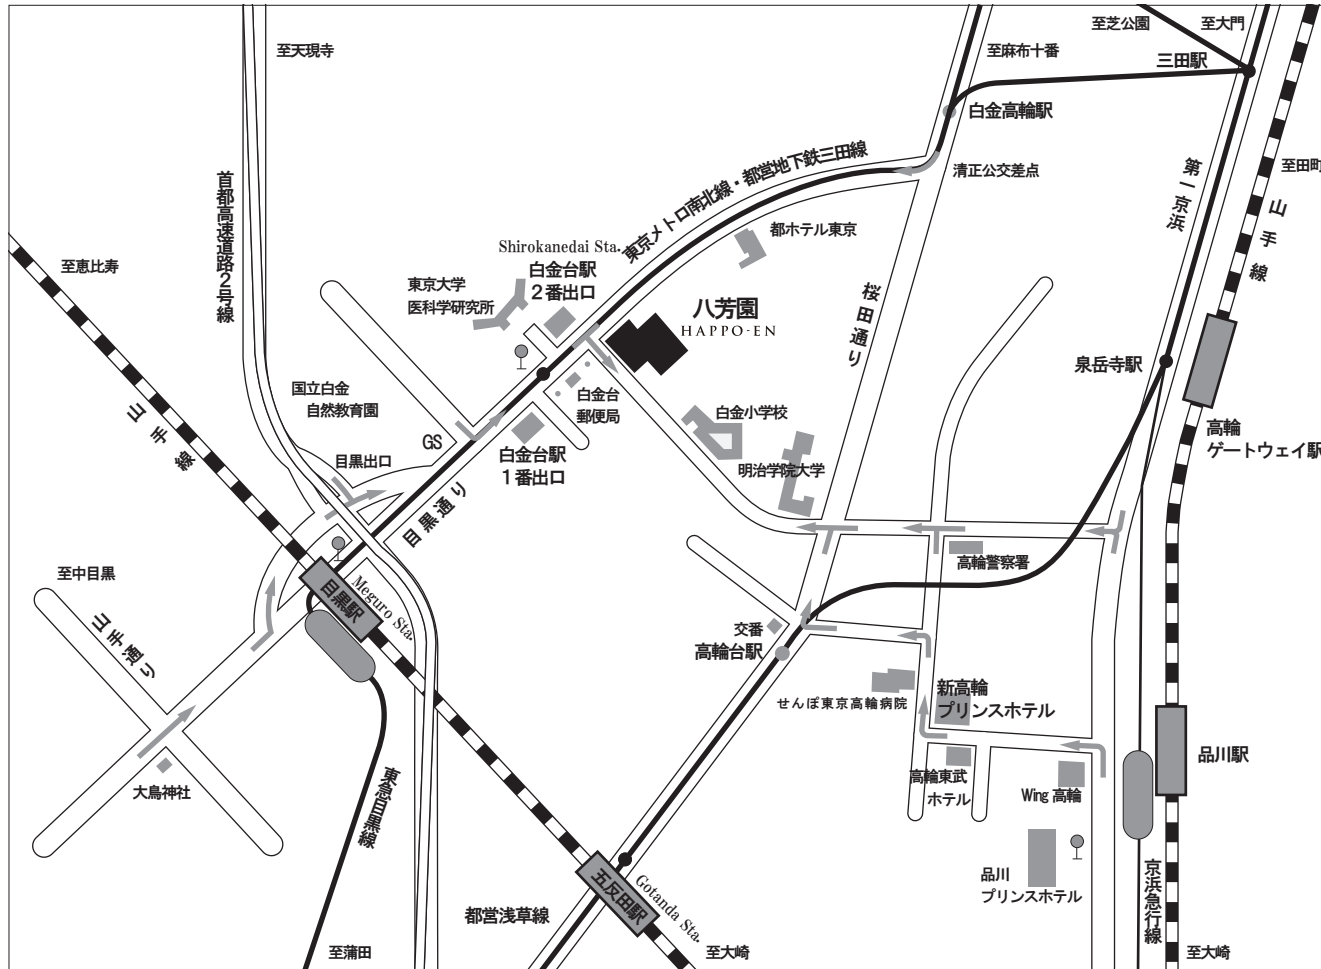 至芝公園
至大門
至天現寺
至麻布十番
三田駅
白金高輪駅
東京メトロ南北線・都営地下鉄三田線
清正公交差点
第一京浜
至田町
山手線
首都高速道路2号線
都ホテル東京
Shirokanedai Sta.
白金台駅
2番出口
至恵比寿
東京大学
医科学研究所
八芳園
HAPPO-EN
桜田通り
泉岳寺駅
国立白金
自然教育園
白金台
郵便局
白金小学校
山手線
GS
高輪
ゲートウェイ駅
目黒出口
白金台駅
1番出口
明治学院大学
目黒通り
高輪警察署
至中目黒
目黒駅
Meguro Sta.
山手通り
交番
高輪台駅
せんぽ東京高輪病院
新高輪
プリンスホテル
品川駅
大鳥神社
東急目黒線
高輪東武
ホテル
Wing 高輪
品川
プリンスホテル
五反田駅
Gotanda Sta.
都営浅草線
京浜急行線
至蒲田
至大崎
至大崎